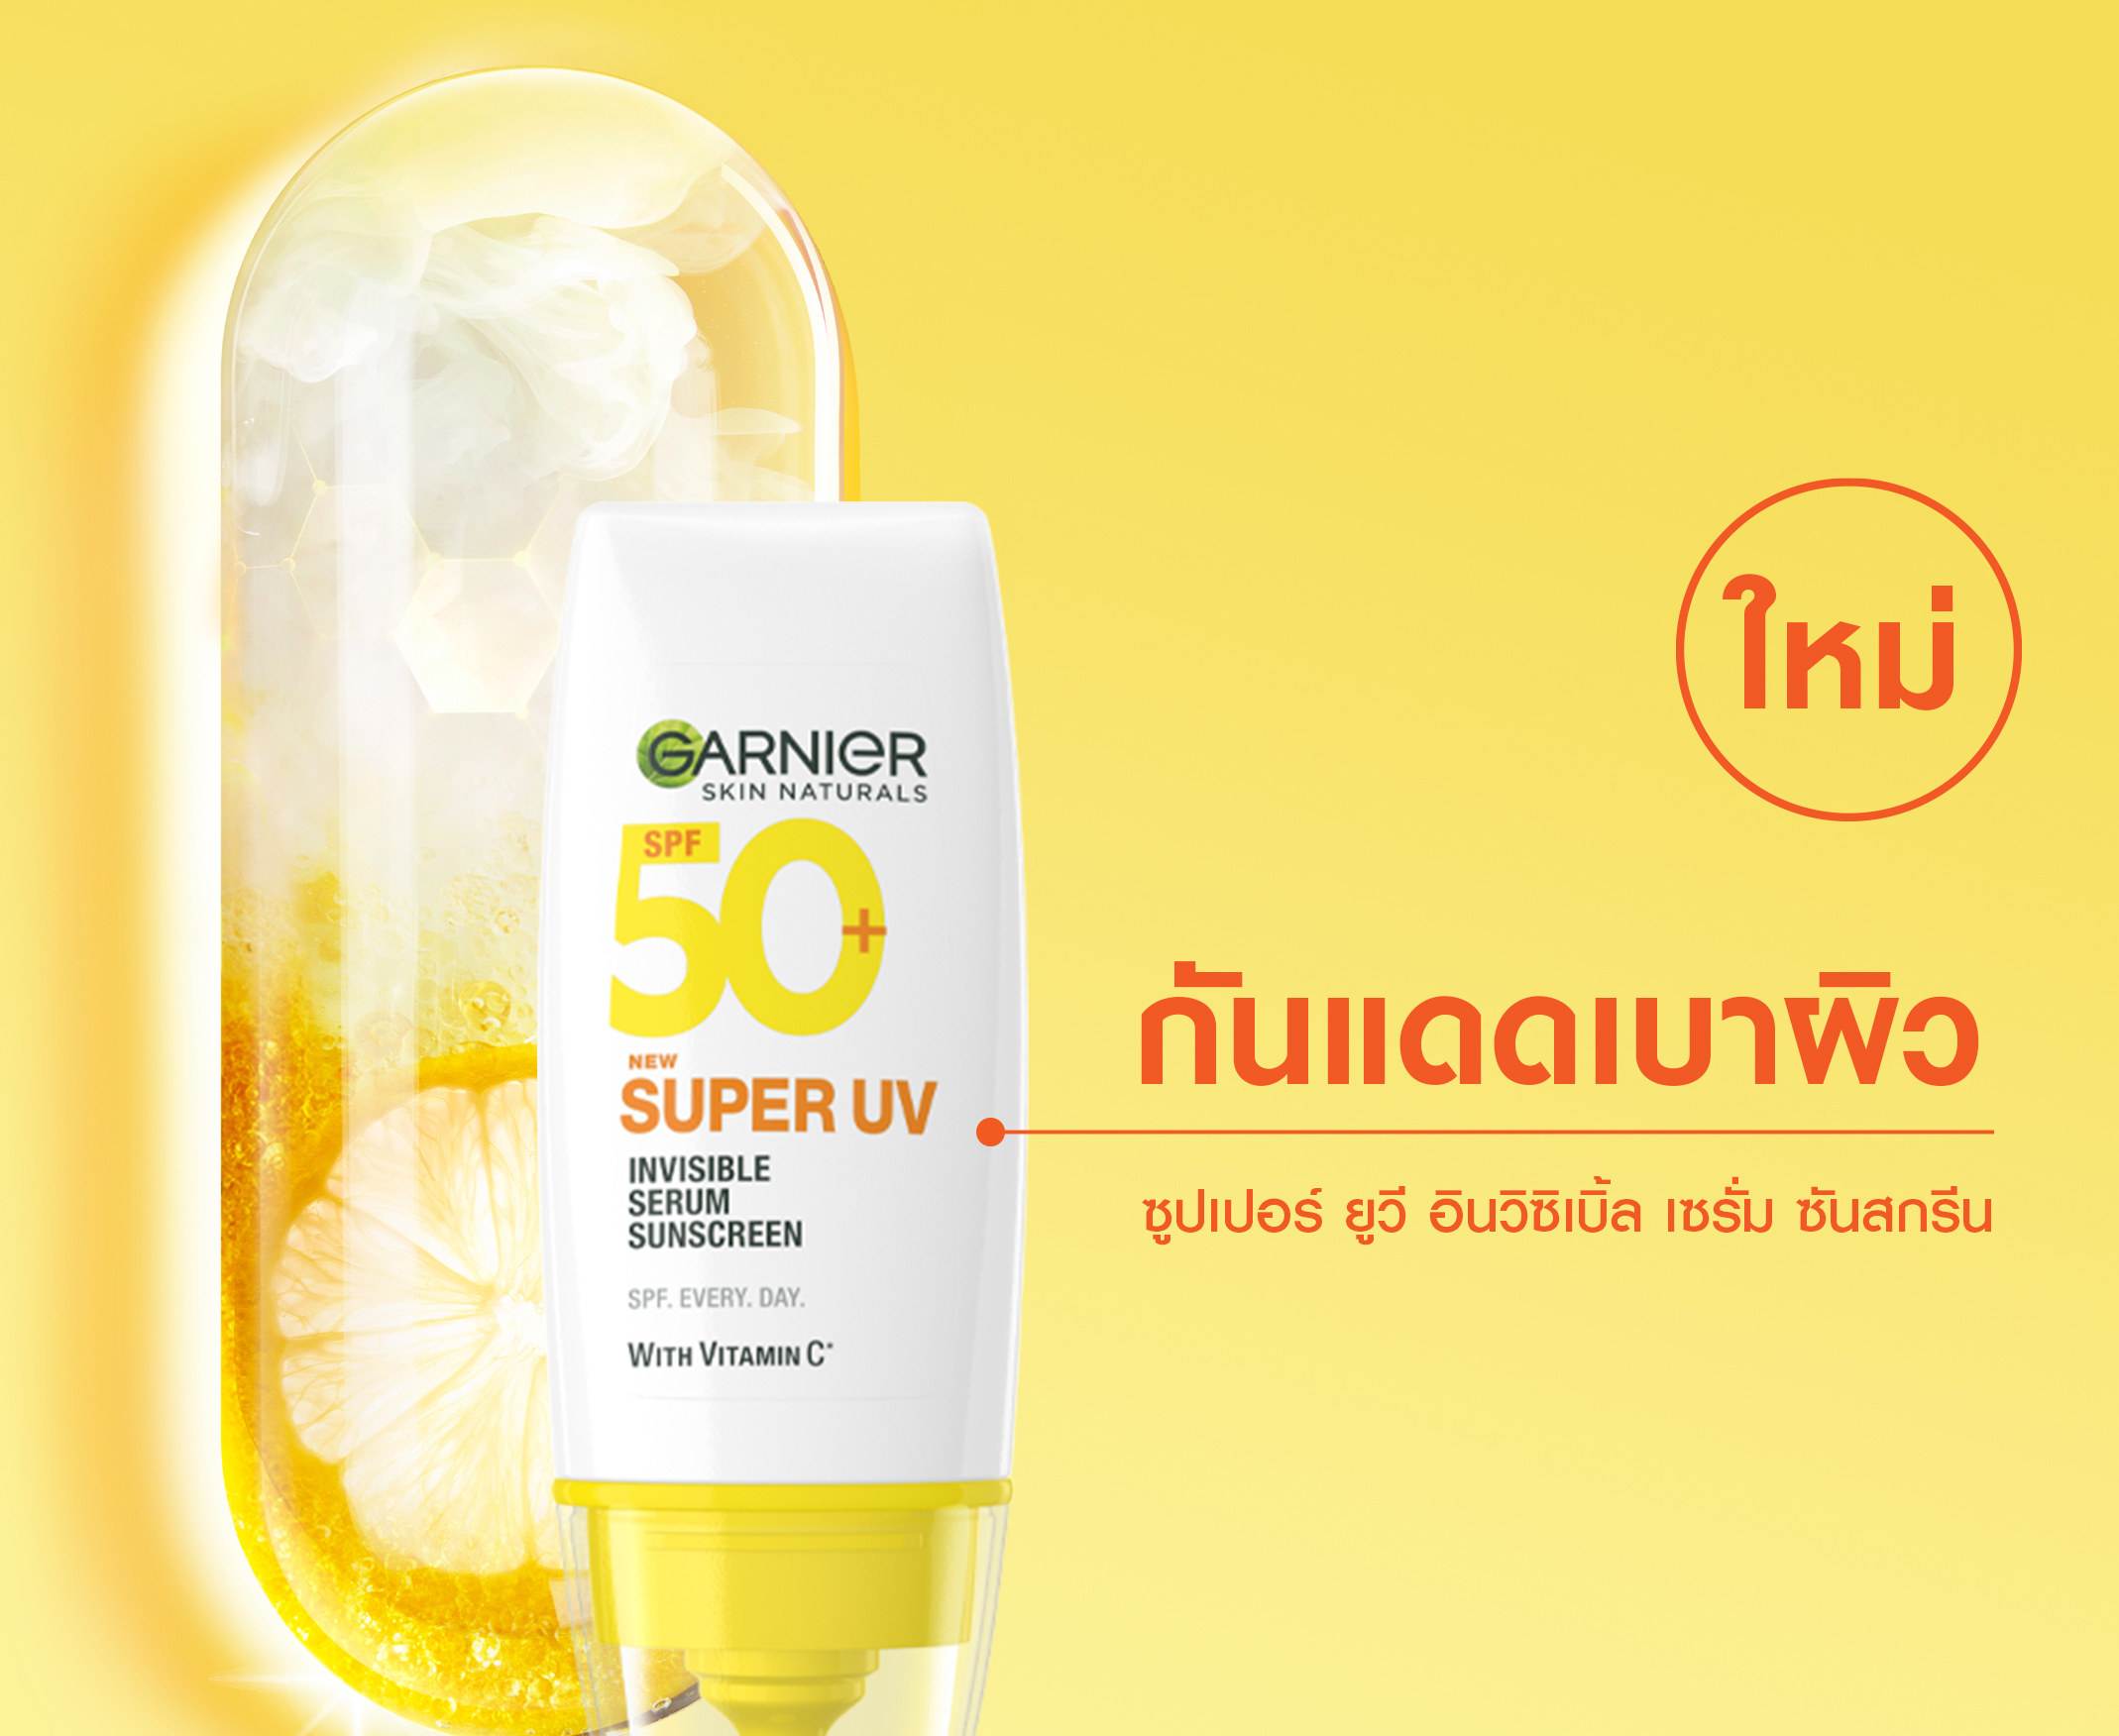 GARNIER
SKIN NATURALS
SPF
50+
NEW
SUPER UV
INVISIBLE
SERUM
SUNSCREEN
SPF. EVERY. DAY.
WITH VITAMIN C*
ใหม่
กันแดดเบาผิว
ซูปเปอร์ ยูวี อินวิซิเบิ้ล เซรั่ม ซันสกรีน